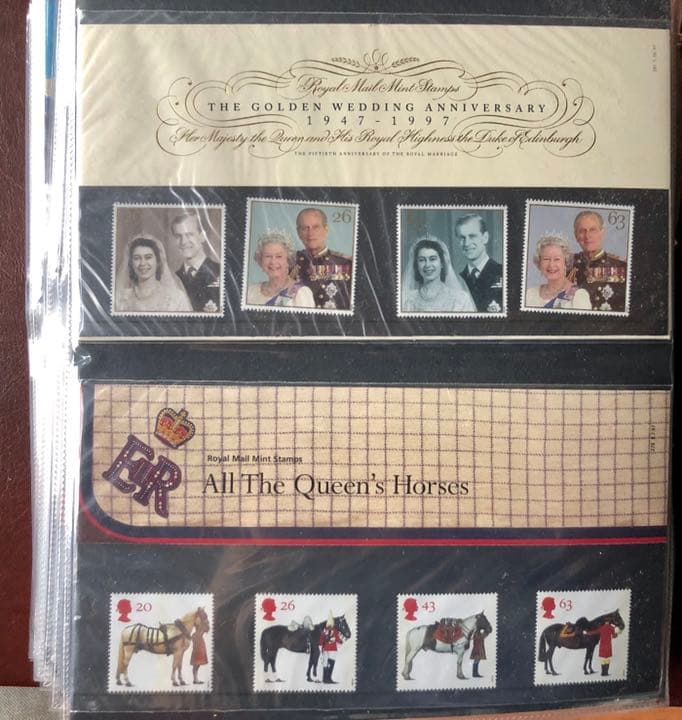 Royal Mail Mint Stamps
THE GOLDEN WEDDING ANNIVERSARY
1947 - 1997
Her Majesty the Queen and His Royal Highness the Duke of Edinburgh
THE FIFTIETH ANNIVERSARY OF THE ROYAL MARRIAGE
26
63
EIIR
Royal Mail Mint Stamps
All The Queen's Horses
20
26
43
63